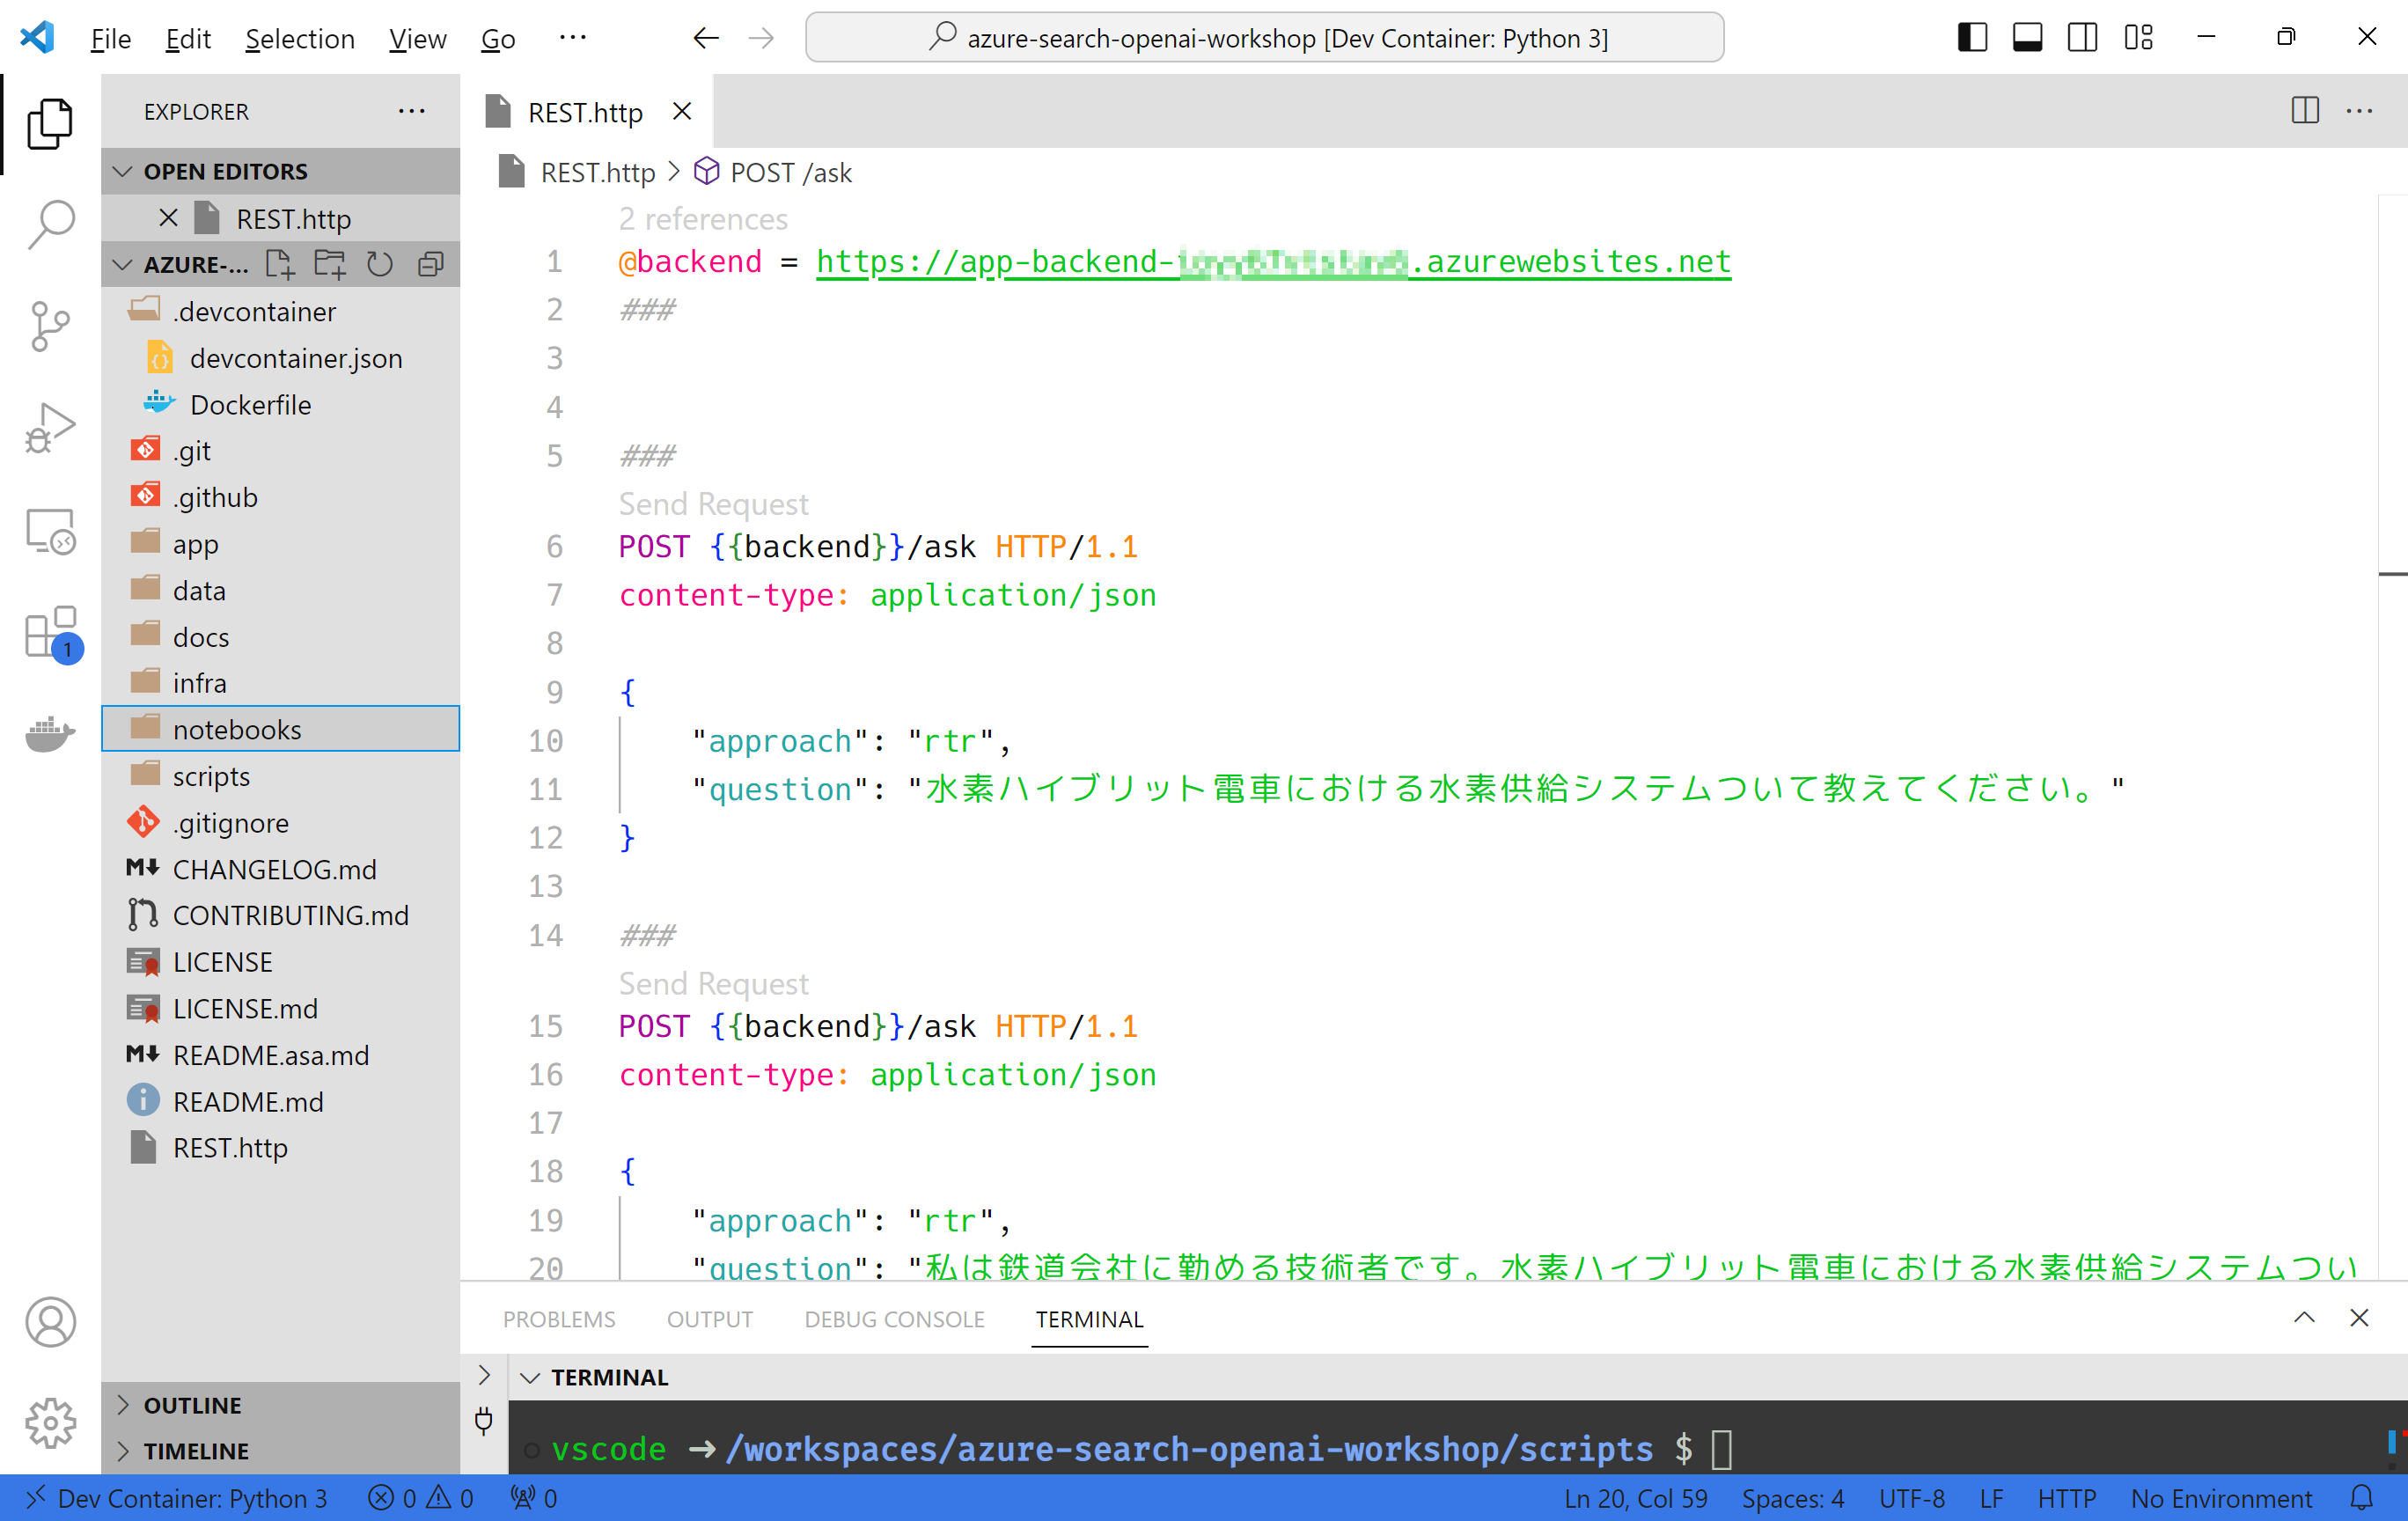 File Edit Selection View Go ··· azure-search-openai-workshop [Dev Container: Python 3]
EXPLORER
OPEN EDITORS
REST.http
AZURE-...
.devcontainer
devcontainer.json
Dockerfile
.git
.github
app
data
docs
infra
notebooks
scripts
.gitignore
CHANGELOG.md
CONTRIBUTING.md
LICENSE
LICENSE.md
README.asa.md
README.md
REST.http
OUTLINE
TIMELINE
1
REST.http
REST.http > POST /ask
2 references
1 @backend = https://app-backend- .azurewebsites.net
2 ###
3
4
5 ###
Send Request
6 POST {{backend}}/ask HTTP/1.1
7 content-type: application/json
8
9 {
10 "approach": "rtr",
11 "question": "水素ハイブリット電車における水素供給システムついて教えてください。"
12 }
13
14 ###
Send Request
15 POST {{backend}}/ask HTTP/1.1
16 content-type: application/json
17
18 {
19 "approach": "rtr",
20 "question": "私は鉄道会社に勤める技術者です。水素ハイブリット電車における水素供給システムつい
PROBLEMS OUTPUT DEBUG CONSOLE TERMINAL
TERMINAL
vscode ➜ /workspaces/azure-search-openai-workshop/scripts $
Dev Container: Python 3 0 0 0 Ln 20, Col 59 Spaces: 4 UTF-8 LF HTTP No Environment